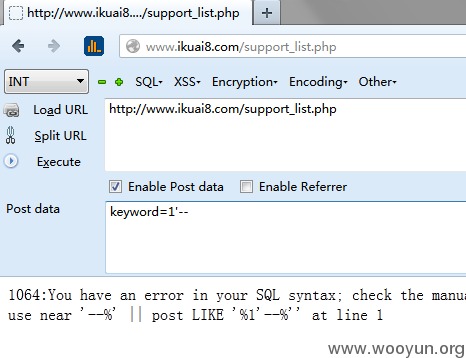 http://www.ikuai8..../support_list.php
www.ikuai8.com/support_list.php
INT SQL XSS Encryption Encoding Other
Load URL http://www.ikuai8.com/support_list.php
Split URL
Execute
Enable Post data Enable Referrer
Post data keyword=1'--
1064:You have an error in your SQL syntax; check the manua
use near '--%' || post LIKE '%1'--%'' at line 1
www.wooyun.org